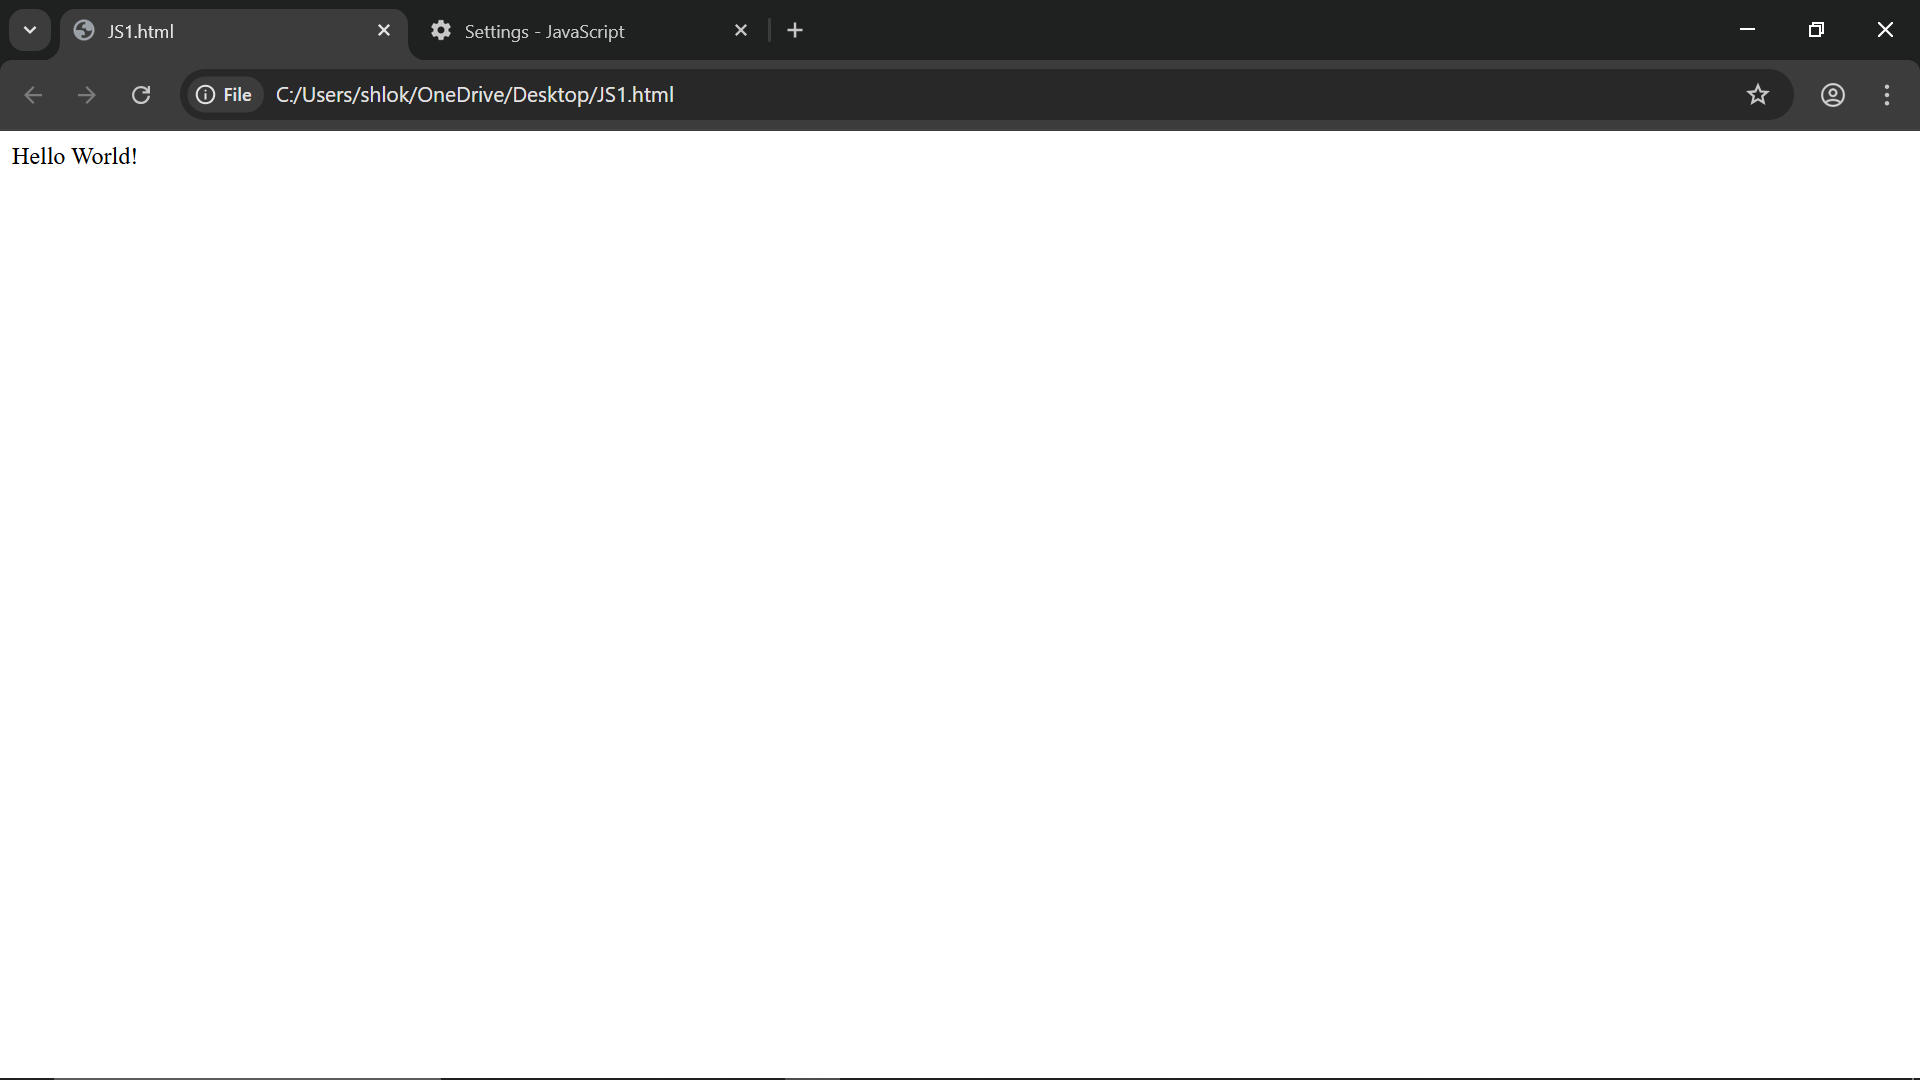 JS1.html
Settings - JavaScript
File C:/Users/shlok/OneDrive/Desktop/JS1.html
Hello World!